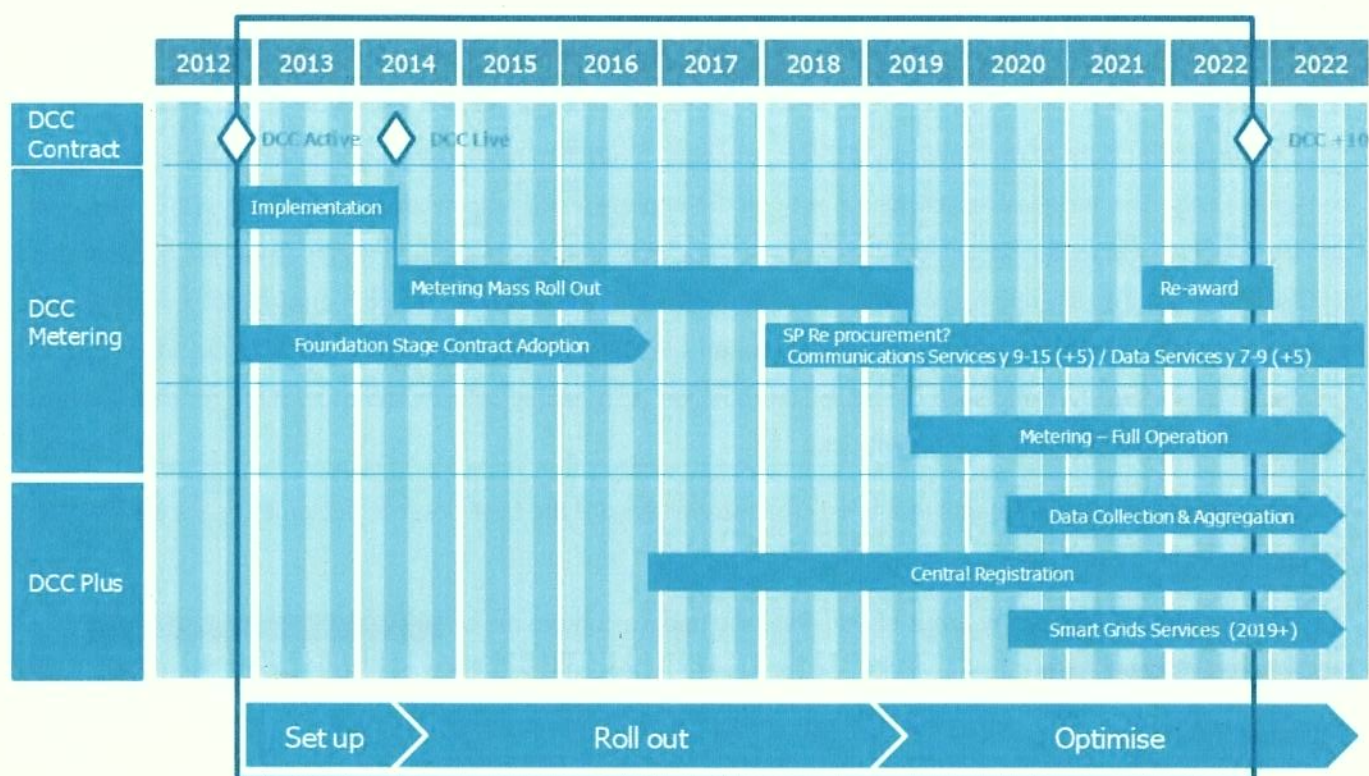 2012 2013 2014 2015 2016 2017 2018 2019 2020 2021 2022 2022
DCC
Contract
DCC Active
DCC Live
DCC +10
DCC
Metering
Implementation
Metering Mass Roll Out
Re-award
Foundation Stage Contract Adoption
SP Re procurement?
Communications Services y 9-15 (+5) / Data Services y 7-9 (+5)
Metering – Full Operation
DCC Plus
Data Collection & Aggregation
Central Registration
Smart Grids Services (2019+)
Set up
Roll out
Optimise